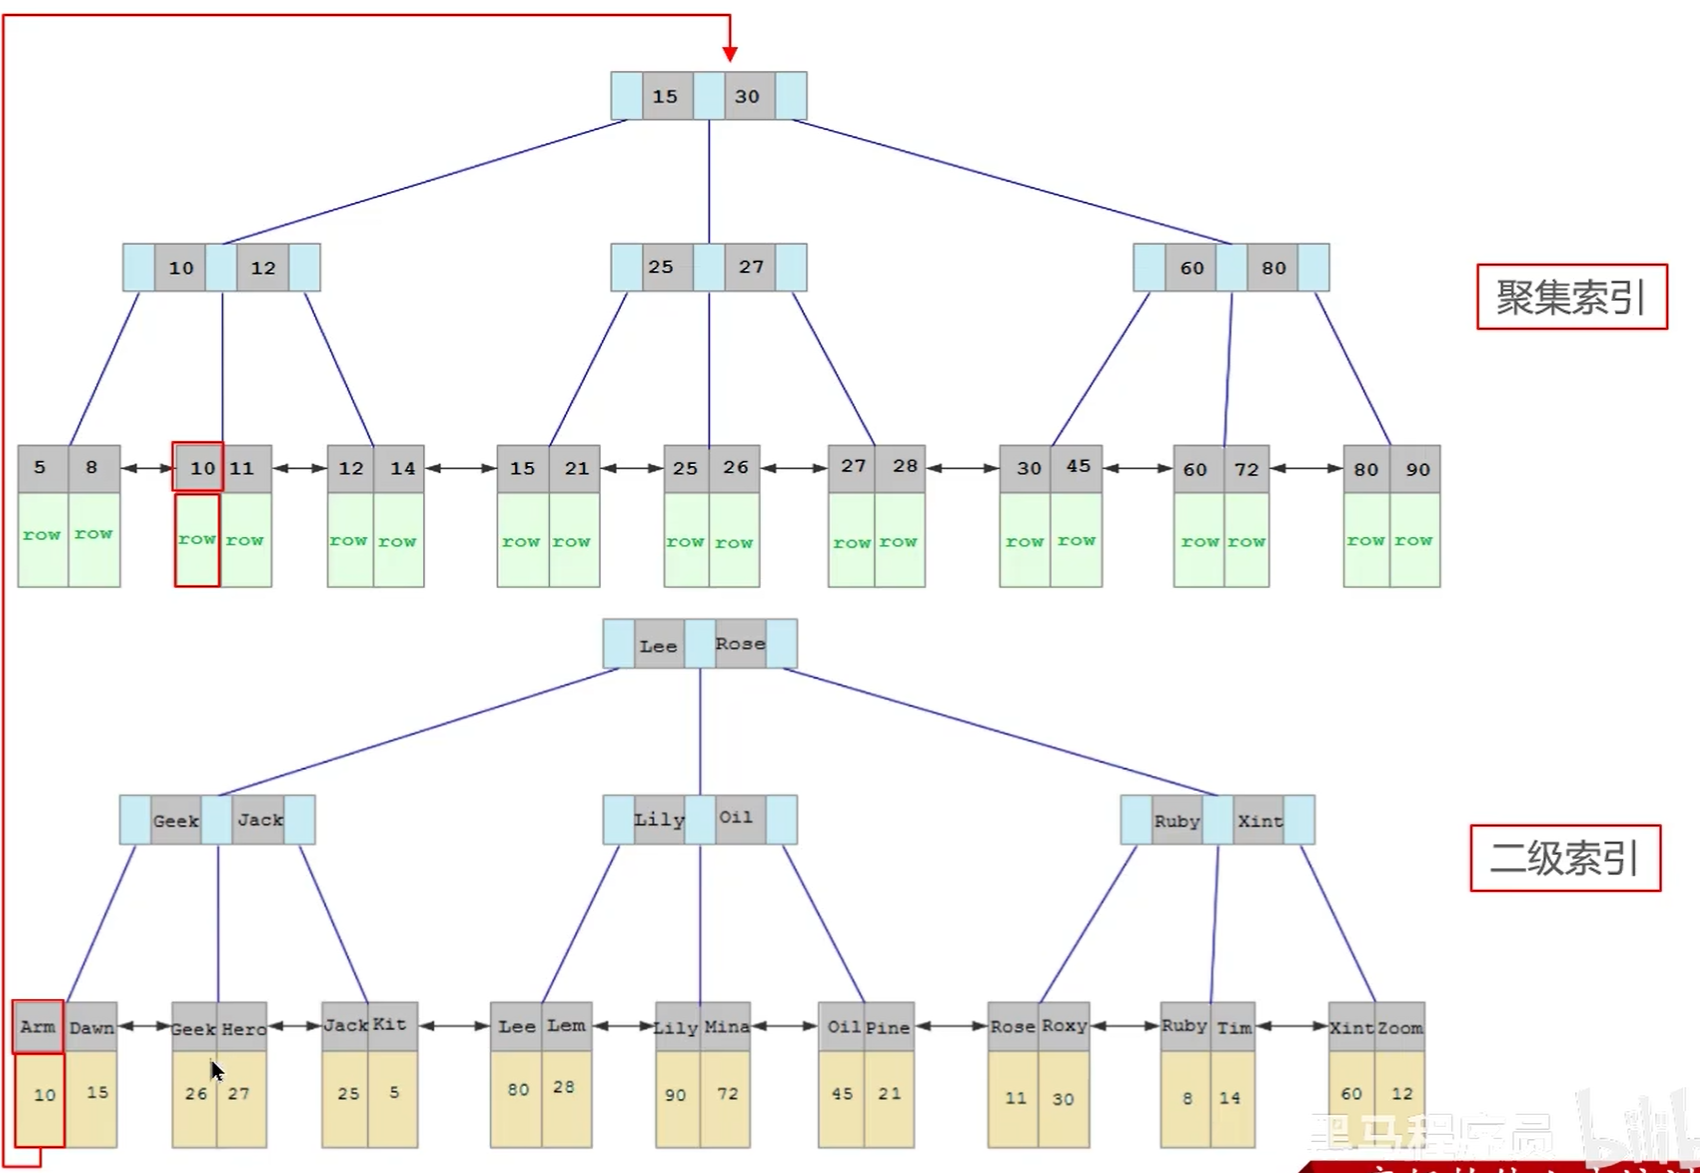 15 30
10 12 25 27 60 80
聚集索引
5 8 10 11 12 14 15 21 25 26 27 28 30 45 60 72 80 90
row row row row row row row row row row row row row row row row row row
Lee Rose
Geek Jack Lily Oil Ruby Xint
二级索引
Arm Dawn Geek Hero Jack Kit Lee Lem Lily Mina Oil Pine Rose Roxy Ruby Tim Xint Zoom
10 15 26 27 25 5 80 28 90 72 45 21 11 30 8 14 60 12
黑马程序员